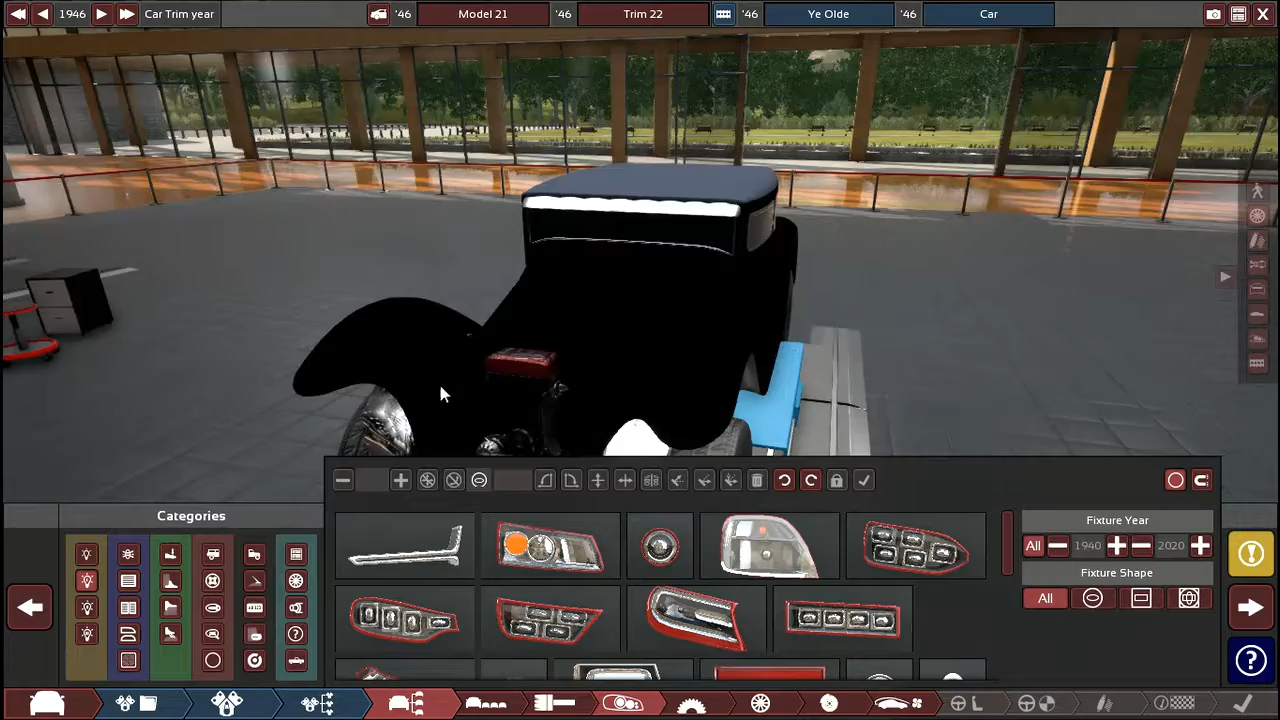 1946 Car Trim year '46 Model 21 '46 Trim 22 '46 Ye Olde '46 Car
Categories
Fixture Year
All 1940 2020
Fixture Shape
All